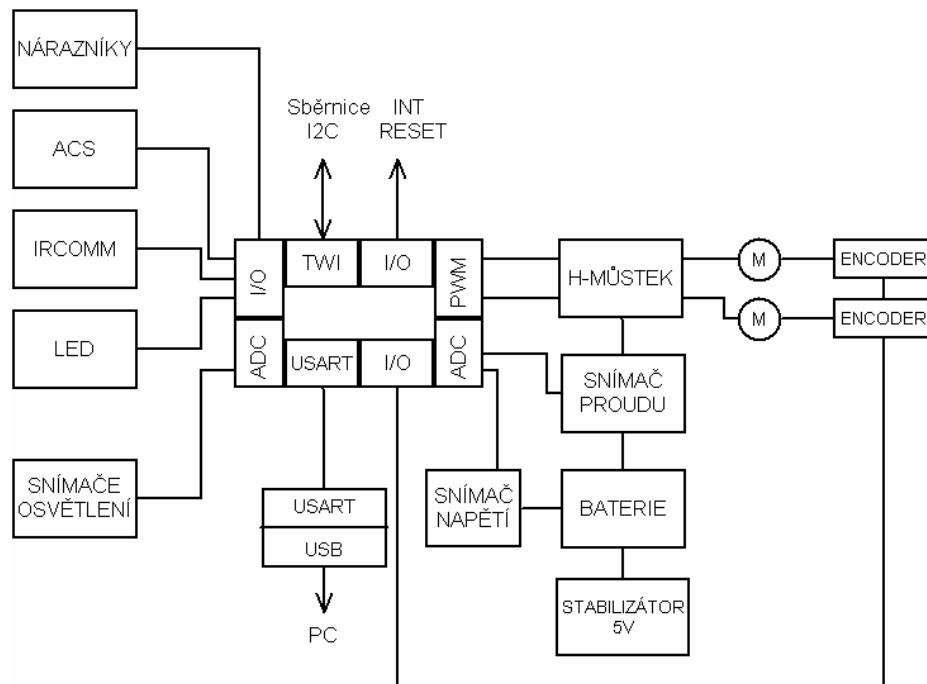 NÁRAZNÍKY
ACS
IRCOMM
LED
SNÍMAČE
OSVĚTLENÍ
Sběrnice
I2C
INT
RESET
I/O
TWI
I/O
PWM
ADC
USART
I/O
ADC
H-MŮSTEK
M
ENCODER
M
ENCODER
SNÍMAČ
PROUDU
SNÍMAČ
NAPĚTÍ
BATERIE
STABILIZÁTOR
5V
USART
USB
PC